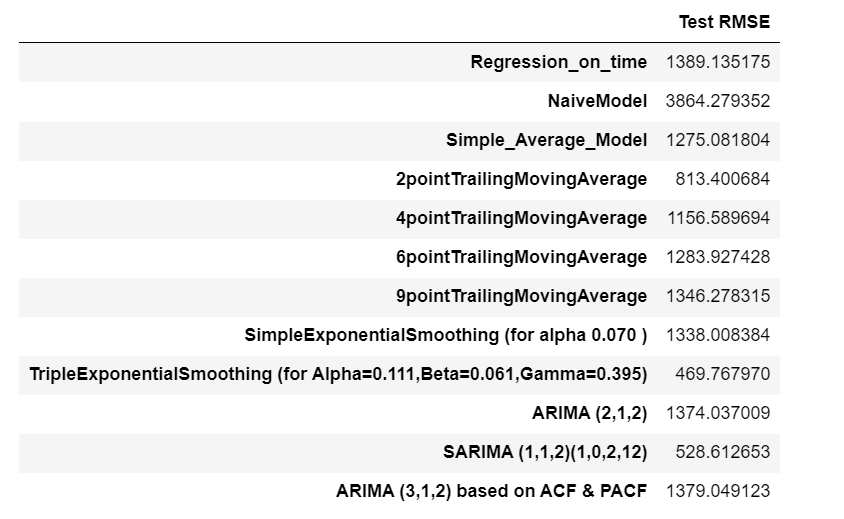 Test RMSE
Regression_on_time 1389.135175
NaiveModel 3864.279352
Simple_Average_Model 1275.081804
2pointTrailingMovingAverage 813.400684
4pointTrailingMovingAverage 1156.589694
6pointTrailingMovingAverage 1283.927428
9pointTrailingMovingAverage 1346.278315
SimpleExponentialSmoothing (for alpha 0.070 ) 1338.008384
TripleExponentialSmoothing (for Alpha=0.111,Beta=0.061,Gamma=0.395) 469.767970
ARIMA (2,1,2) 1374.037009
SARIMA (1,1,2)(1,0,2,12) 528.612653
ARIMA (3,1,2) based on ACF & PACF 1379.049123